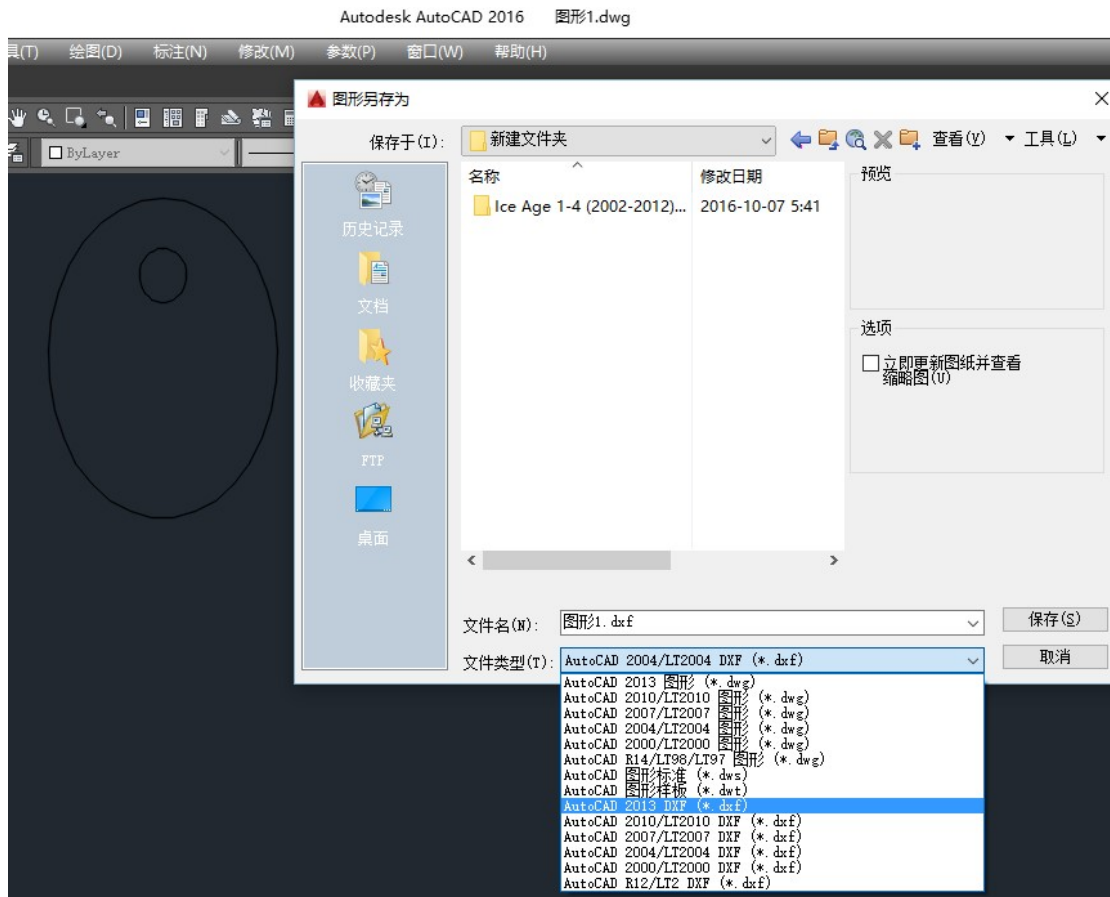 Autodesk AutoCAD 2016 图形1.dwg
具(T) 绘图(D) 标注(N) 修改(M) 参数(P) 窗口(W) 帮助(H)
图形另存为
保存于(I): 新建文件夹 查看(V) 工具(L)
ByLayer
名称 修改日期 预览
Ice Age 1-4 (2002-2012)... 2016-10-07 5:41
历史记录
文档
选项
立即更新图纸并查看
缩略图(U)
收藏夹
FTP
桌面
文件名(N): 图形1.dxf 保存(S)
文件类型(T): AutoCAD 2004/LT2004 DXF (*.dxf) 取消
AutoCAD 2013 图形 (*.dwg)
AutoCAD 2010/LT2010 图形 (*.dwg)
AutoCAD 2007/LT2007 图形 (*.dwg)
AutoCAD 2004/LT2004 图形 (*.dwg)
AutoCAD 2000/LT2000 图形 (*.dwg)
AutoCAD R14/LT98/LT97 图形 (*.dwg)
AutoCAD 图形标准 (*.dws)
AutoCAD 图形样板 (*.dwt)
AutoCAD 2013 DXF (*.dxf)
AutoCAD 2010/LT2010 DXF (*.dxf)
AutoCAD 2007/LT2007 DXF (*.dxf)
AutoCAD 2004/LT2004 DXF (*.dxf)
AutoCAD 2000/LT2000 DXF (*.dxf)
AutoCAD R12/LT2 DXF (*.dxf)